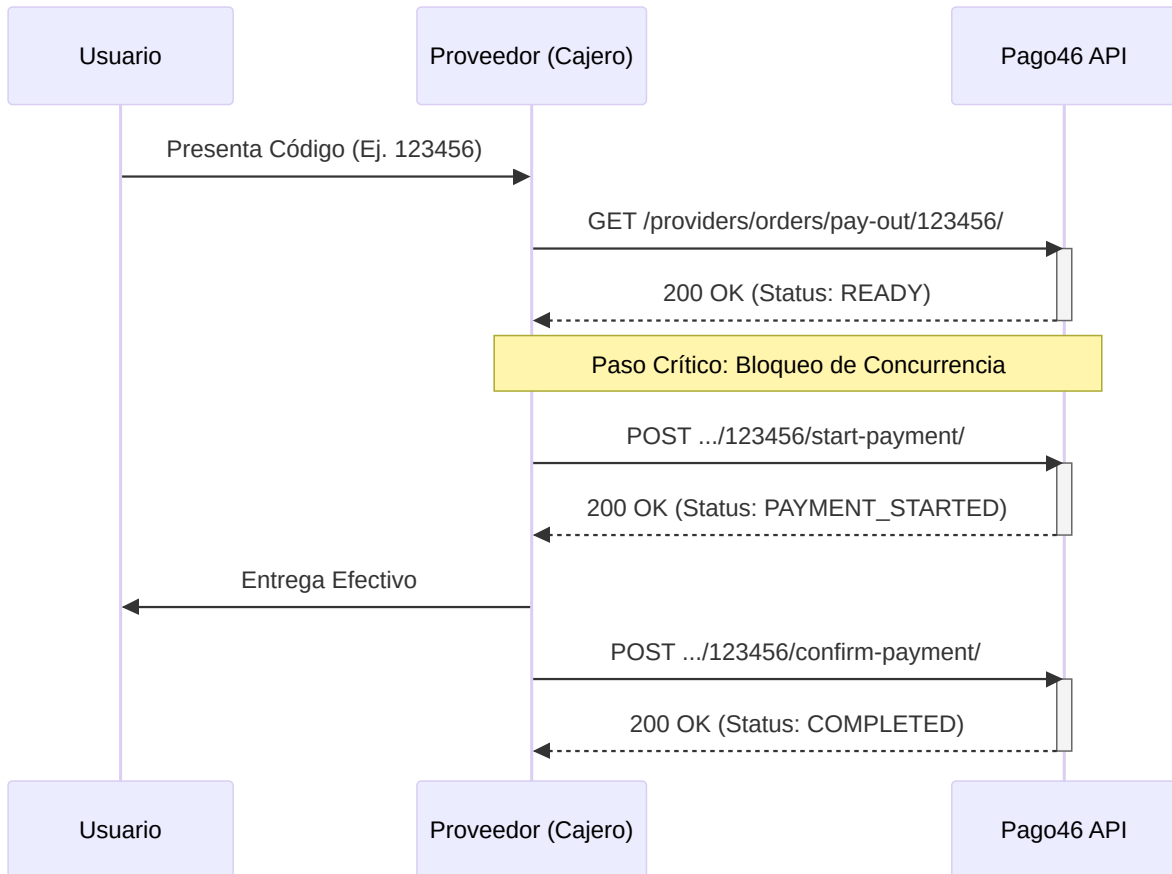 Usuario
Proveedor (Cajero)
Pago46 API
Presenta Código (Ej. 123456)
GET /providers/orders/pay-out/123456/
200 OK (Status: READY)
Paso Crítico: Bloqueo de Concurrencia
POST .../123456/start-payment/
200 OK (Status: PAYMENT_STARTED)
Entrega Efectivo
POST .../123456/confirm-payment/
200 OK (Status: COMPLETED)
Usuario
Proveedor (Cajero)
Pago46 API